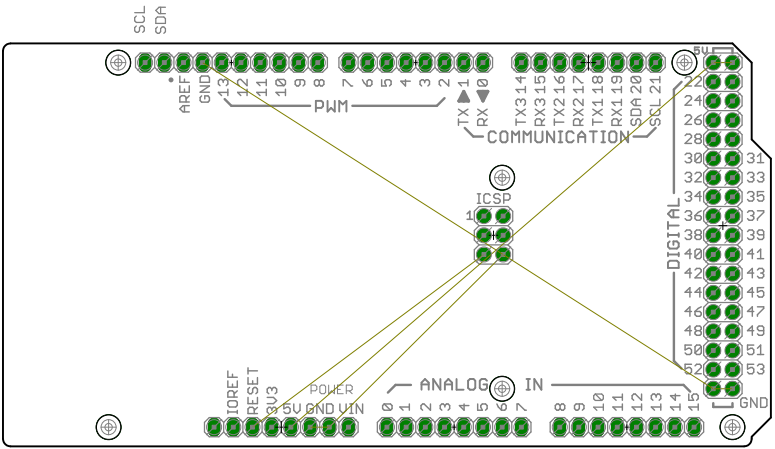 SCL
SDA
5V
AREF
GND
13
12
11
10
9
8
7
6
5
4
3
2
TX 1
RX 0
TX3 14
RX3 15
TX2 16
RX2 17
TX1 18
RX1 19
SDA 20
SCL 21
PWM
COMMUNICATION
22
24
26
28
30 31
32 33
34 35
36 37
38 39
40 41
42 43
44 45
46 47
48 49
50 51
52 53
GND
DIGITAL
ICSP
1
IOREF
RESET
3V3
5V
GND
VIN
POWER
ANALOG IN
0
1
2
3
4
5
6
7
8
9
10
11
12
13
14
15